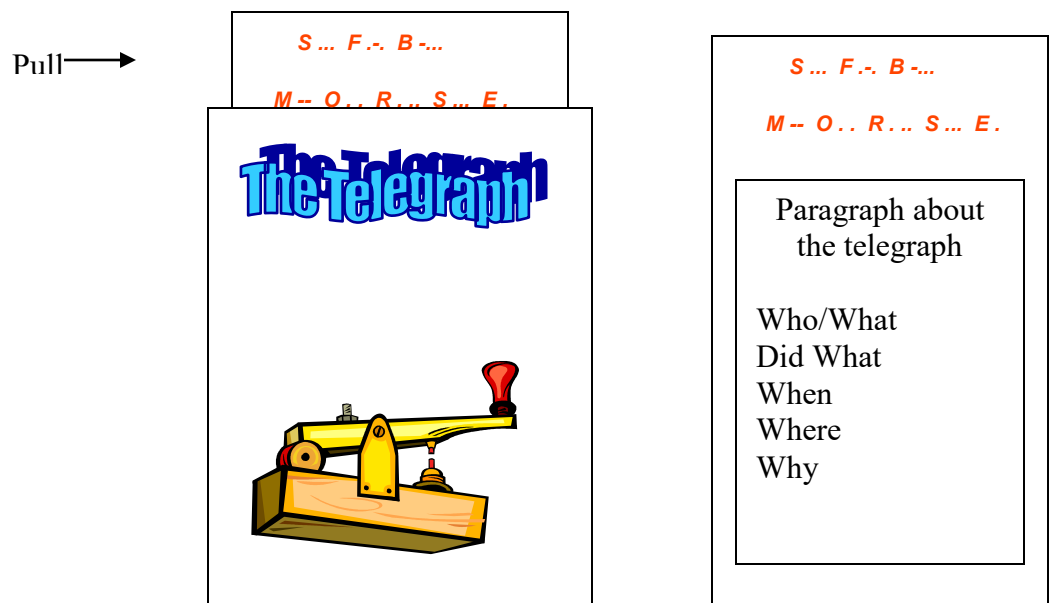 Pull
S ... F .-. B -...
M -- O . . R . .. S ... E .
The Telegraph
S ... F .-. B -...
M -- O . . R . .. S ... E .
Paragraph about
the telegraph
Who/What
Did What
When
Where
Why